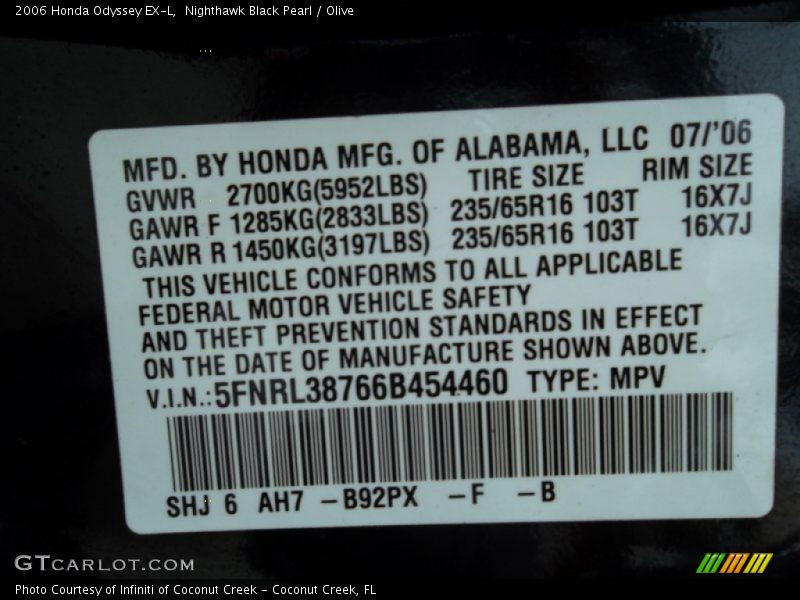 2006 Honda Odyssey EX-L, Nighthawk Black Pearl / Olive
MFD. BY HONDA MFG. OF ALABAMA, LLC 07/'06
GVWR 2700KG(5952LBS) TIRE SIZE RIM SIZE
GAWR F 1285KG(2833LBS) 235/65R16 103T 16X7J
GAWR R 1450KG(3197LBS) 235/65R16 103T 16X7J
THIS VEHICLE CONFORMS TO ALL APPLICABLE
FEDERAL MOTOR VEHICLE SAFETY
AND THEFT PREVENTION STANDARDS IN EFFECT
ON THE DATE OF MANUFACTURE SHOWN ABOVE.
V.I.N.:5FNRL38766B454460 TYPE: MPV
SHJ 6 AH7 -B92PX -F -B
GTCARLOT.COM
Photo Courtesy of Infiniti of Coconut Creek - Coconut Creek, FL